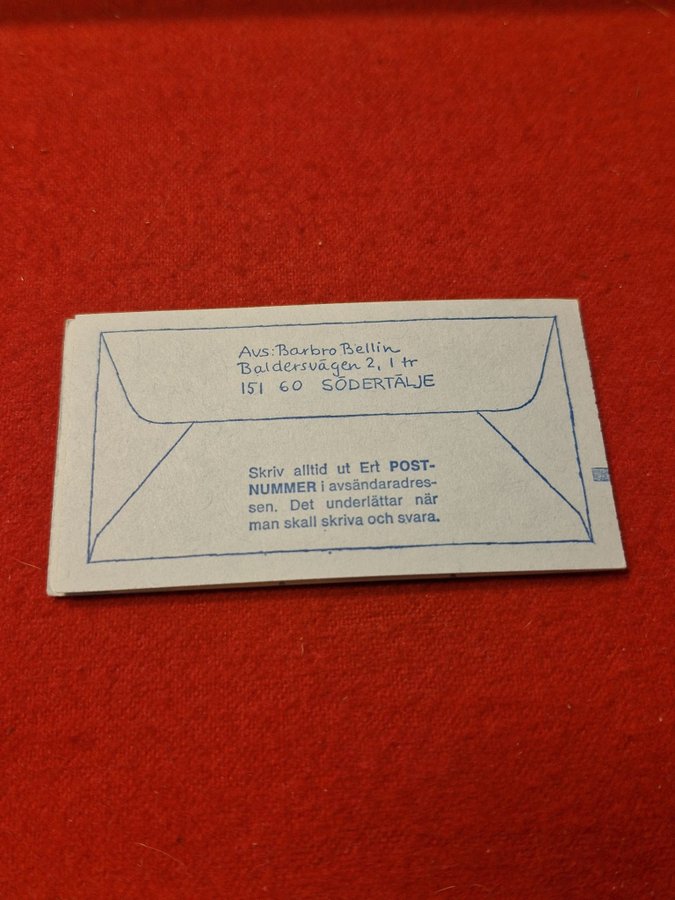 Avs: Barbro Bellin
Baldersvägen 2, 1 tr
151 60 SÖDERTÄLJE
Skriv alltid ut Ert POST-
NUMMER i avsändaradres-
sen. Det underlättar när
man skall skriva och svara.